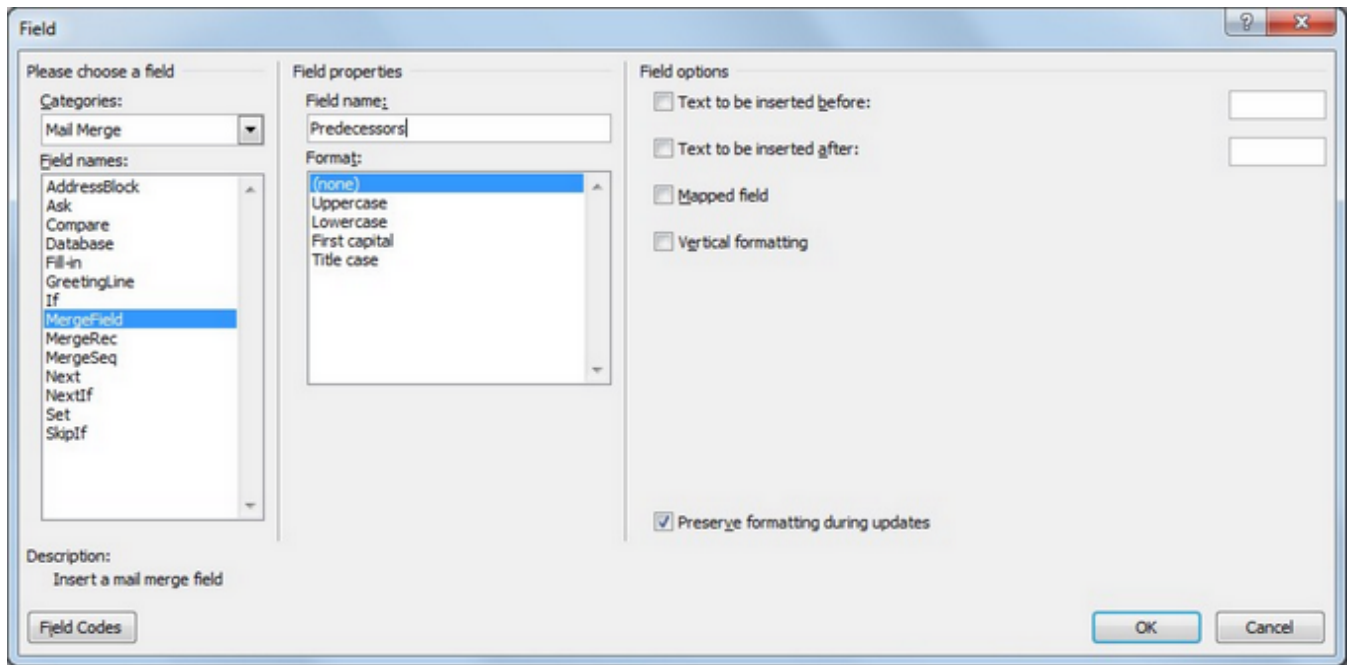 Field
Please choose a field
Categories:
Mail Merge
Field names:
AddressBlock
Ask
Compare
Database
Fill-in
GreetingLine
If
MergeField
MergeRec
MergeSeq
Next
NextIf
Set
SkipIf
Field properties
Field name:
Predecessors
Format:
(none)
Uppercase
Lowercase
First capital
Title case
Field options
Text to be inserted before:
Text to be inserted after:
Mapped field
Vertical formatting
Preserve formatting during updates
Description:
Insert a mail merge field
Field Codes
OK
Cancel